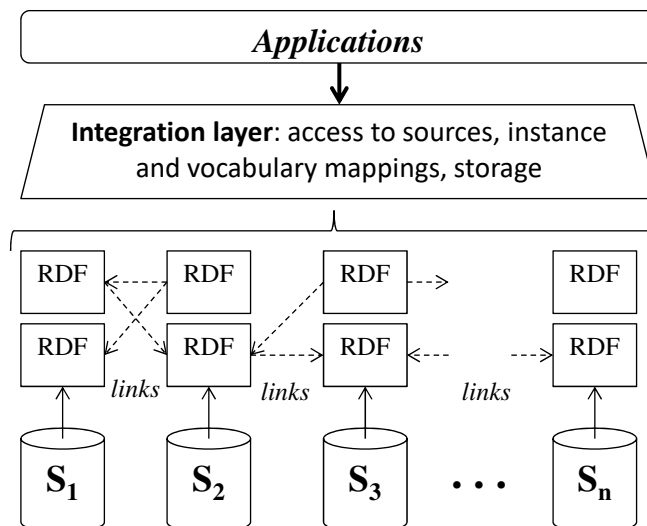 Applications
Integration layer: access to sources, instance
and vocabulary mappings, storage
RDF RDF RDF RDF
RDF RDF RDF RDF
links links links
S1 S2 S3 . . . Sn